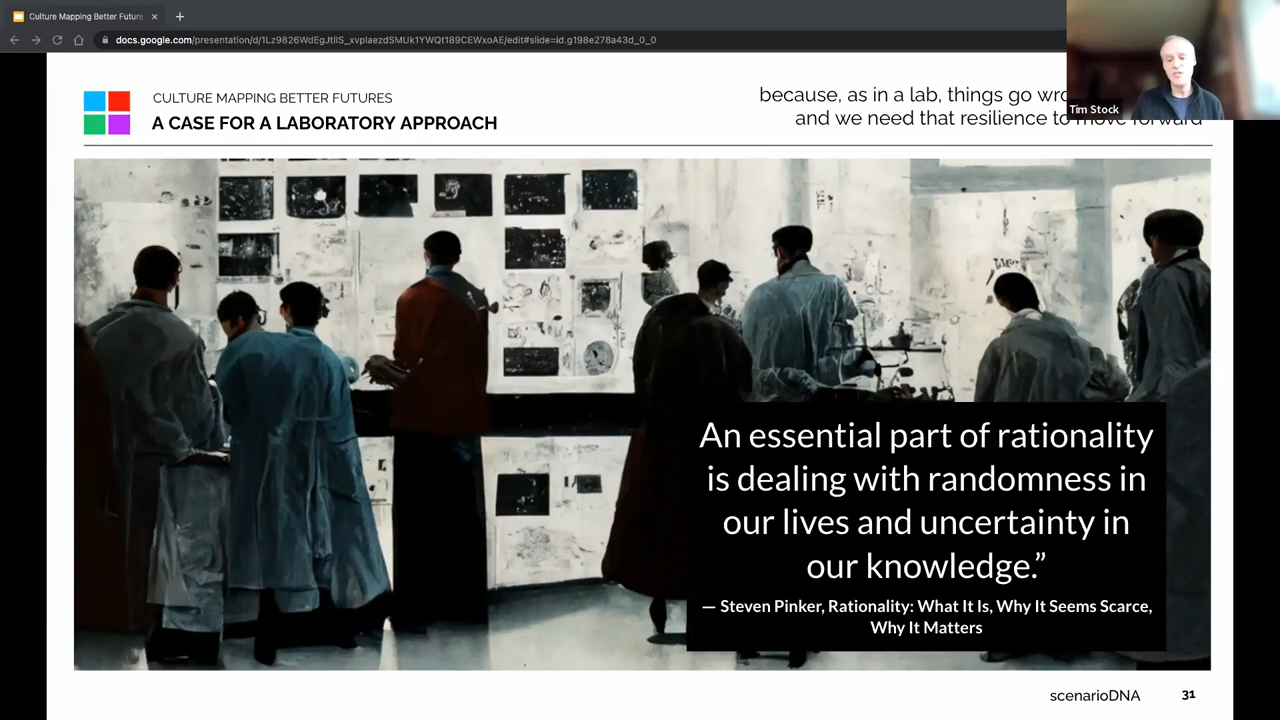 Culture Mapping Better Future
docs.google.com/presentation/d/1Lz9826WdEgJtIIS_xvplaezdSMUk1YWQt189CEWxoAE/edit#slide=id.g198e278a43d_0_0
Tim Stock
CULTURE MAPPING BETTER FUTURES
A CASE FOR A LABORATORY APPROACH
because, as in a lab, things go
and we need that resilience to move forward
An essential part of rationality
is dealing with randomness in
our lives and uncertainty in
our knowledge.”
— Steven Pinker, Rationality: What It Is, Why It Seems Scarce,
Why It Matters
scenarioDNA
31